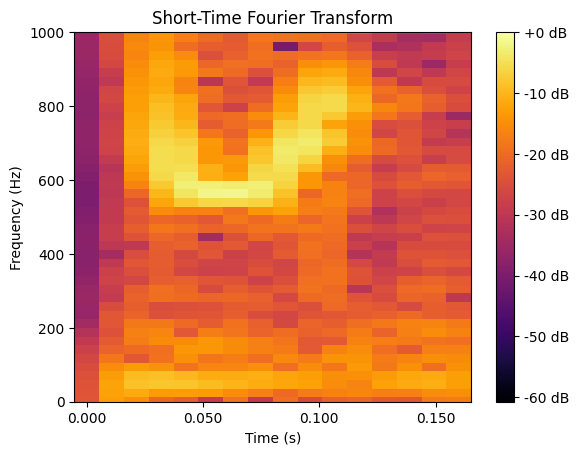 Short-Time Fourier Transform
1000
800
600
400
200
0
Frequency (Hz)
0.000
0.050
0.100
0.150
Time (s)
+0 dB
-10 dB
-20 dB
-30 dB
-40 dB
-50 dB
-60 dB